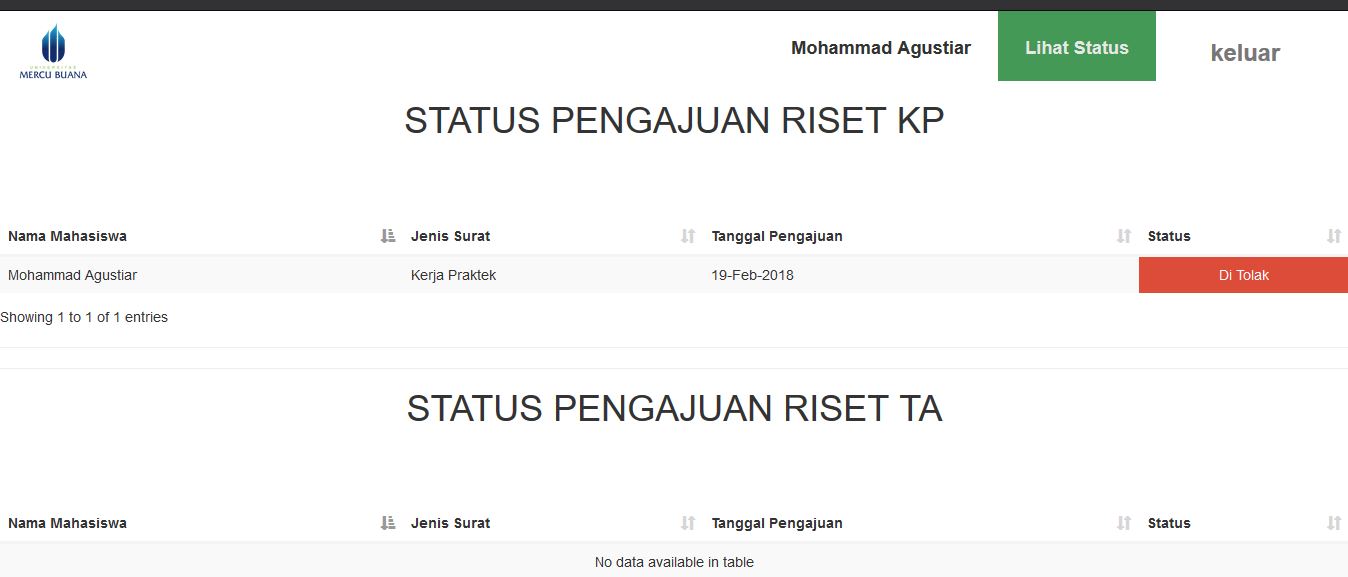 UNIVERSITAS
MERCU BUANA
Mohammad Agustiar
Lihat Status
keluar
STATUS PENGAJUAN RISET KP
Nama Mahasiswa Jenis Surat Tanggal Pengajuan Status
Mohammad Agustiar Kerja Praktek 19-Feb-2018 Di Tolak
Showing 1 to 1 of 1 entries
STATUS PENGAJUAN RISET TA
Nama Mahasiswa Jenis Surat Tanggal Pengajuan Status
No data available in table